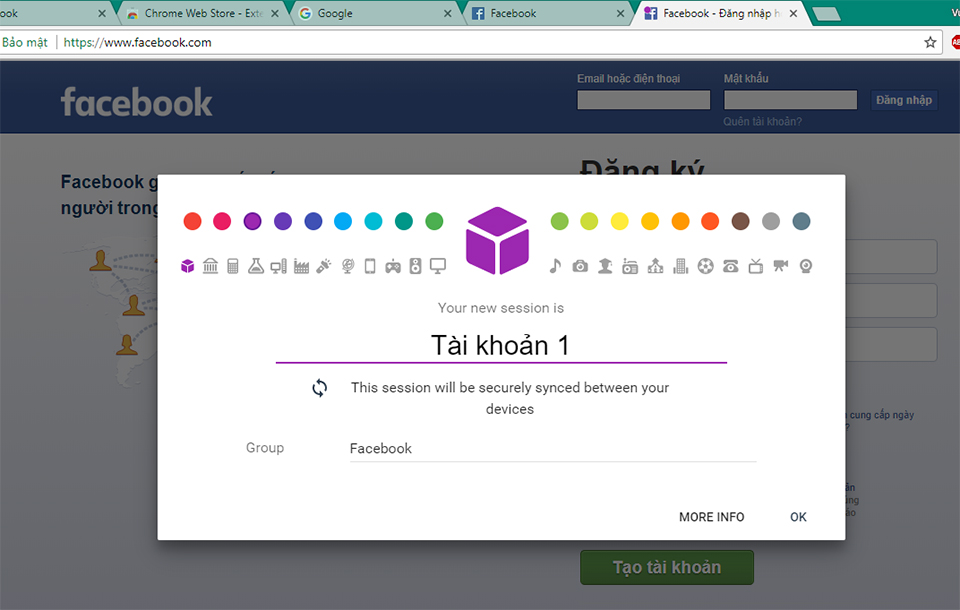 ook
Chrome Web Store - Exte
Google
Facebook
Facebook - Đăng nhập h
Bảo mật
https://www.facebook.com
facebook
Email hoặc điện thoại
Mật khẩu
Đăng nhập
Quên tài khoản?
Đăng ký
Facebook g
người tron
Your new session is
Tài khoản 1
This session will be securely synced between your
devices
Group
Facebook
cung cấp ngày
?
MORE INFO
OK
Tạo tài khoản